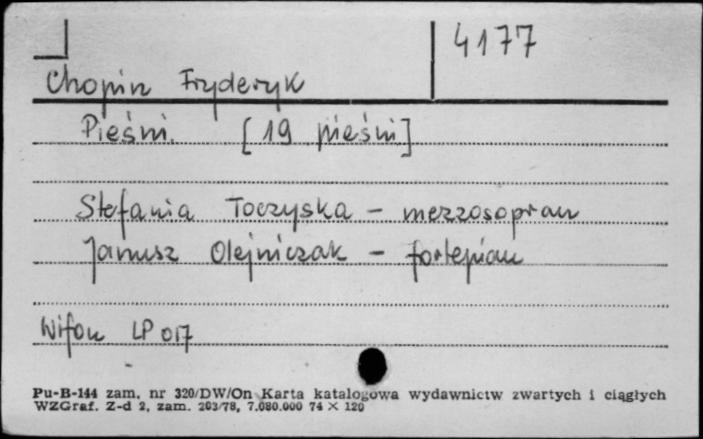 4177
Chopin Fryderyk
Pieśni. [19 pieśni]
Stefania Toczyska - mezzosopran
Janusz Olejniczak - fortepian
Wifon LP 017
Pu-B-144 zam. nr 320/DW/On Karta katalogowa wydawnictw zwartych i ciągłych
WZGraf. Z-d 2, zam. 203/78, 7.080.000 74 × 120